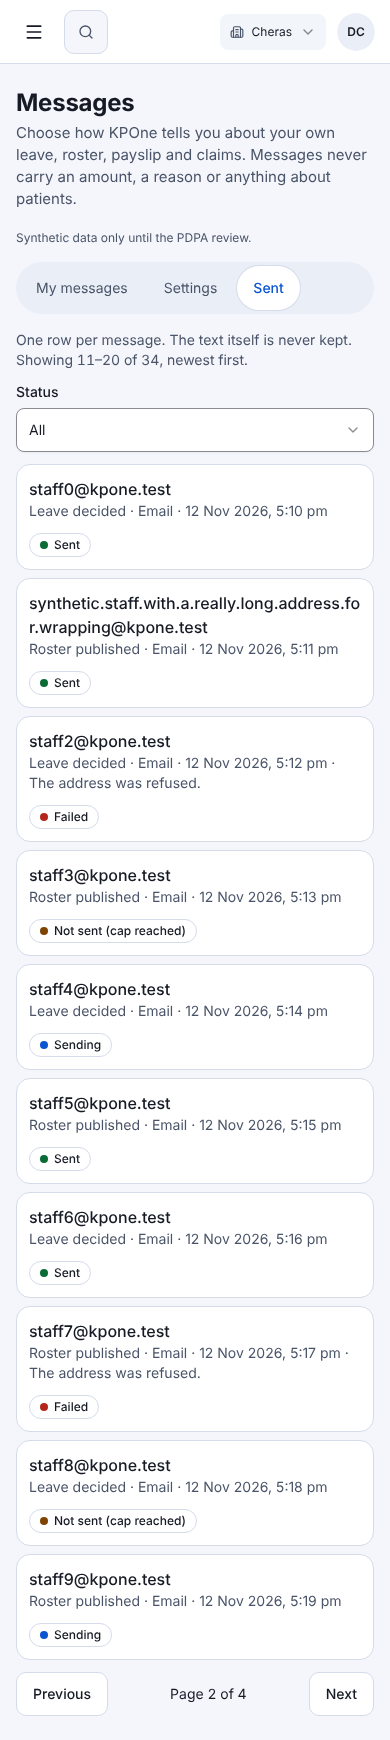 Cheras
DC
Messages
Choose how KPOne tells you about your own
leave, roster, payslip and claims. Messages never
carry an amount, a reason or anything about
patients.
Synthetic data only until the PDPA review.
My messages
Settings
Sent
One row per message. The text itself is never kept.
Showing 11–20 of 34, newest first.
Status
All
staff0@kpone.test
Leave decided · Email · 12 Nov 2026, 5:10 pm
Sent
synthetic.staff.with.a.really.long.address.fo
r.wrapping@kpone.test
Roster published · Email · 12 Nov 2026, 5:11 pm
Sent
staff2@kpone.test
Leave decided · Email · 12 Nov 2026, 5:12 pm ·
The address was refused.
Failed
staff3@kpone.test
Roster published · Email · 12 Nov 2026, 5:13 pm
Not sent (cap reached)
staff4@kpone.test
Leave decided · Email · 12 Nov 2026, 5:14 pm
Sending
staff5@kpone.test
Roster published · Email · 12 Nov 2026, 5:15 pm
Sent
staff6@kpone.test
Leave decided · Email · 12 Nov 2026, 5:16 pm
Sent
staff7@kpone.test
Roster published · Email · 12 Nov 2026, 5:17 pm ·
The address was refused.
Failed
staff8@kpone.test
Leave decided · Email · 12 Nov 2026, 5:18 pm
Not sent (cap reached)
staff9@kpone.test
Roster published · Email · 12 Nov 2026, 5:19 pm
Sending
Previous
Page 2 of 4
Next